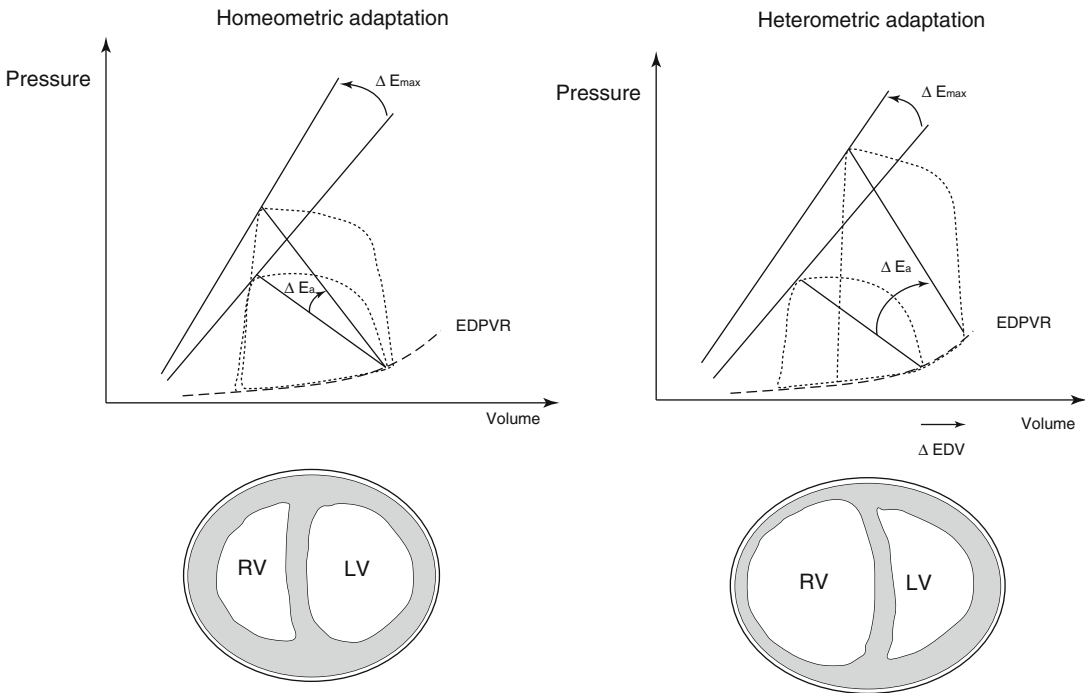 Homeometric adaptation
Pressure
Δ Emax
Δ Ea
EDPVR
Volume
RV
LV
Heterometric adaptation
Pressure
Δ Emax
Δ Ea
EDPVR
Volume
Δ EDV
RV
LV